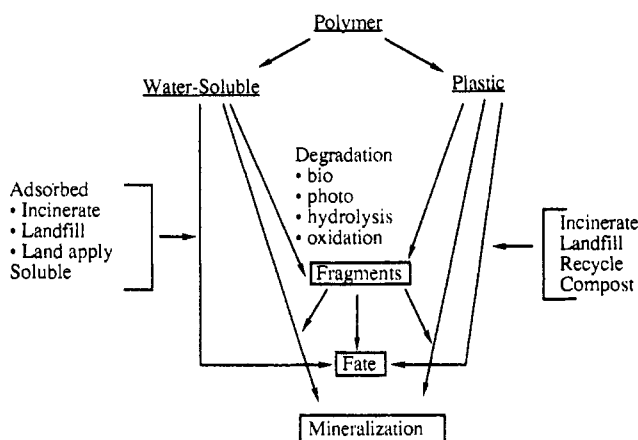 Polymer
Water-Soluble
Plastic
Degradation
• bio
• photo
• hydrolysis
• oxidation
Adsorbed
• Incinerate
• Landfill
• Land apply
Soluble
Incinerate
Landfill
Recycle
Compost
Fragments
Fate
Mineralization